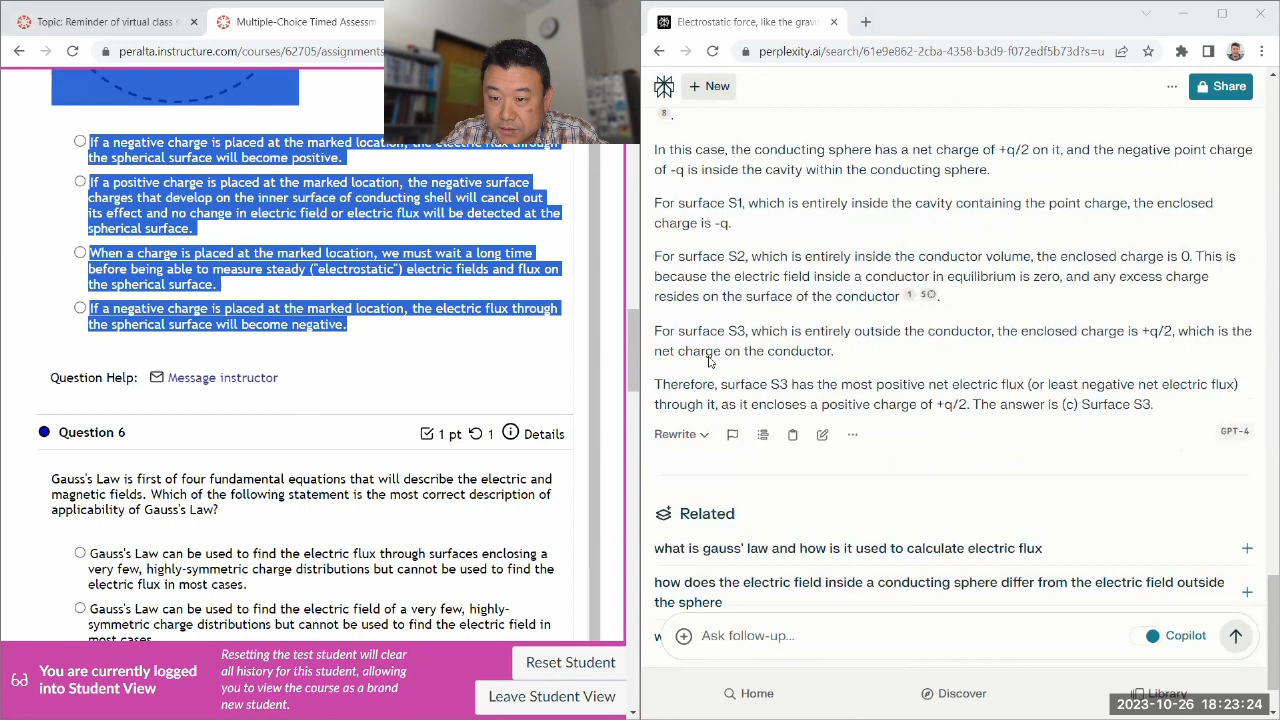 Topic: Reminder of virtual class s
Multiple-Choice Timed Assessm
Electrostatic force, like the gravit
peralta.instructure.com/courses/62705/assignments
perplexity.ai/search/61e9e862-2cba-4358-b3d9-f072edf5b73d?s=u
If a negative charge is placed at the marked location, the electric flux through
the spherical surface will become positive.
If a positive charge is placed at the marked location, the negative surface
charges that develop on the inner surface of conducting shell will cancel out
its effect and no change in electric field or electric flux will be detected at the
spherical surface.
When a charge is placed at the marked location, we must wait a long time
before being able to measure steady ("electrostatic") electric fields and flux on
the spherical surface.
If a negative charge is placed at the marked location, the electric flux through
the spherical surface will become negative.
Question Help:
Message instructor
Question 6
1 pt
1
Details
Gauss's Law is first of four fundamental equations that will describe the electric and
magnetic fields. Which of the following statement is the most correct description of
applicability of Gauss's Law?
Gauss's Law can be used to find the electric flux through surfaces enclosing a
very few, highly-symmetric charge distributions but cannot be used to find the
electric flux in most cases.
Gauss's Law can be used to find the electric field of a very few, highly-
symmetric charge distributions but cannot be used to find the electric field in
most cases.
You are currently logged
into Student View
Resetting the test student will clear
all history for this student, allowing
you to view the course as a brand
new student.
Reset Student
Leave Student View
New
Share
8 .
In this case, the conducting sphere has a net charge of +q/2 on it, and the negative point charge
of -q is inside the cavity within the conducting sphere.
For surface S1, which is entirely inside the cavity containing the point charge, the enclosed
charge is -q.
For surface S2, which is entirely inside the conductor volume, the enclosed charge is 0. This is
because the electric field inside a conductor in equilibrium is zero, and any excess charge
resides on the surface of the conductor 1 5 .
For surface S3, which is entirely outside the conductor, the enclosed charge is +q/2, which is the
net charge on the conductor.
Therefore, surface S3 has the most positive net electric flux (or least negative net electric flux)
through it, as it encloses a positive charge of +q/2. The answer is (c) Surface S3.
Rewrite
GPT-4
Related
what is gauss' law and how is it used to calculate electric flux
how does the electric field inside a conducting sphere differ from the electric field outside
the sphere
Ask follow-up...
Copilot
Home
Discover
Library
2023-10-26 18:23:24